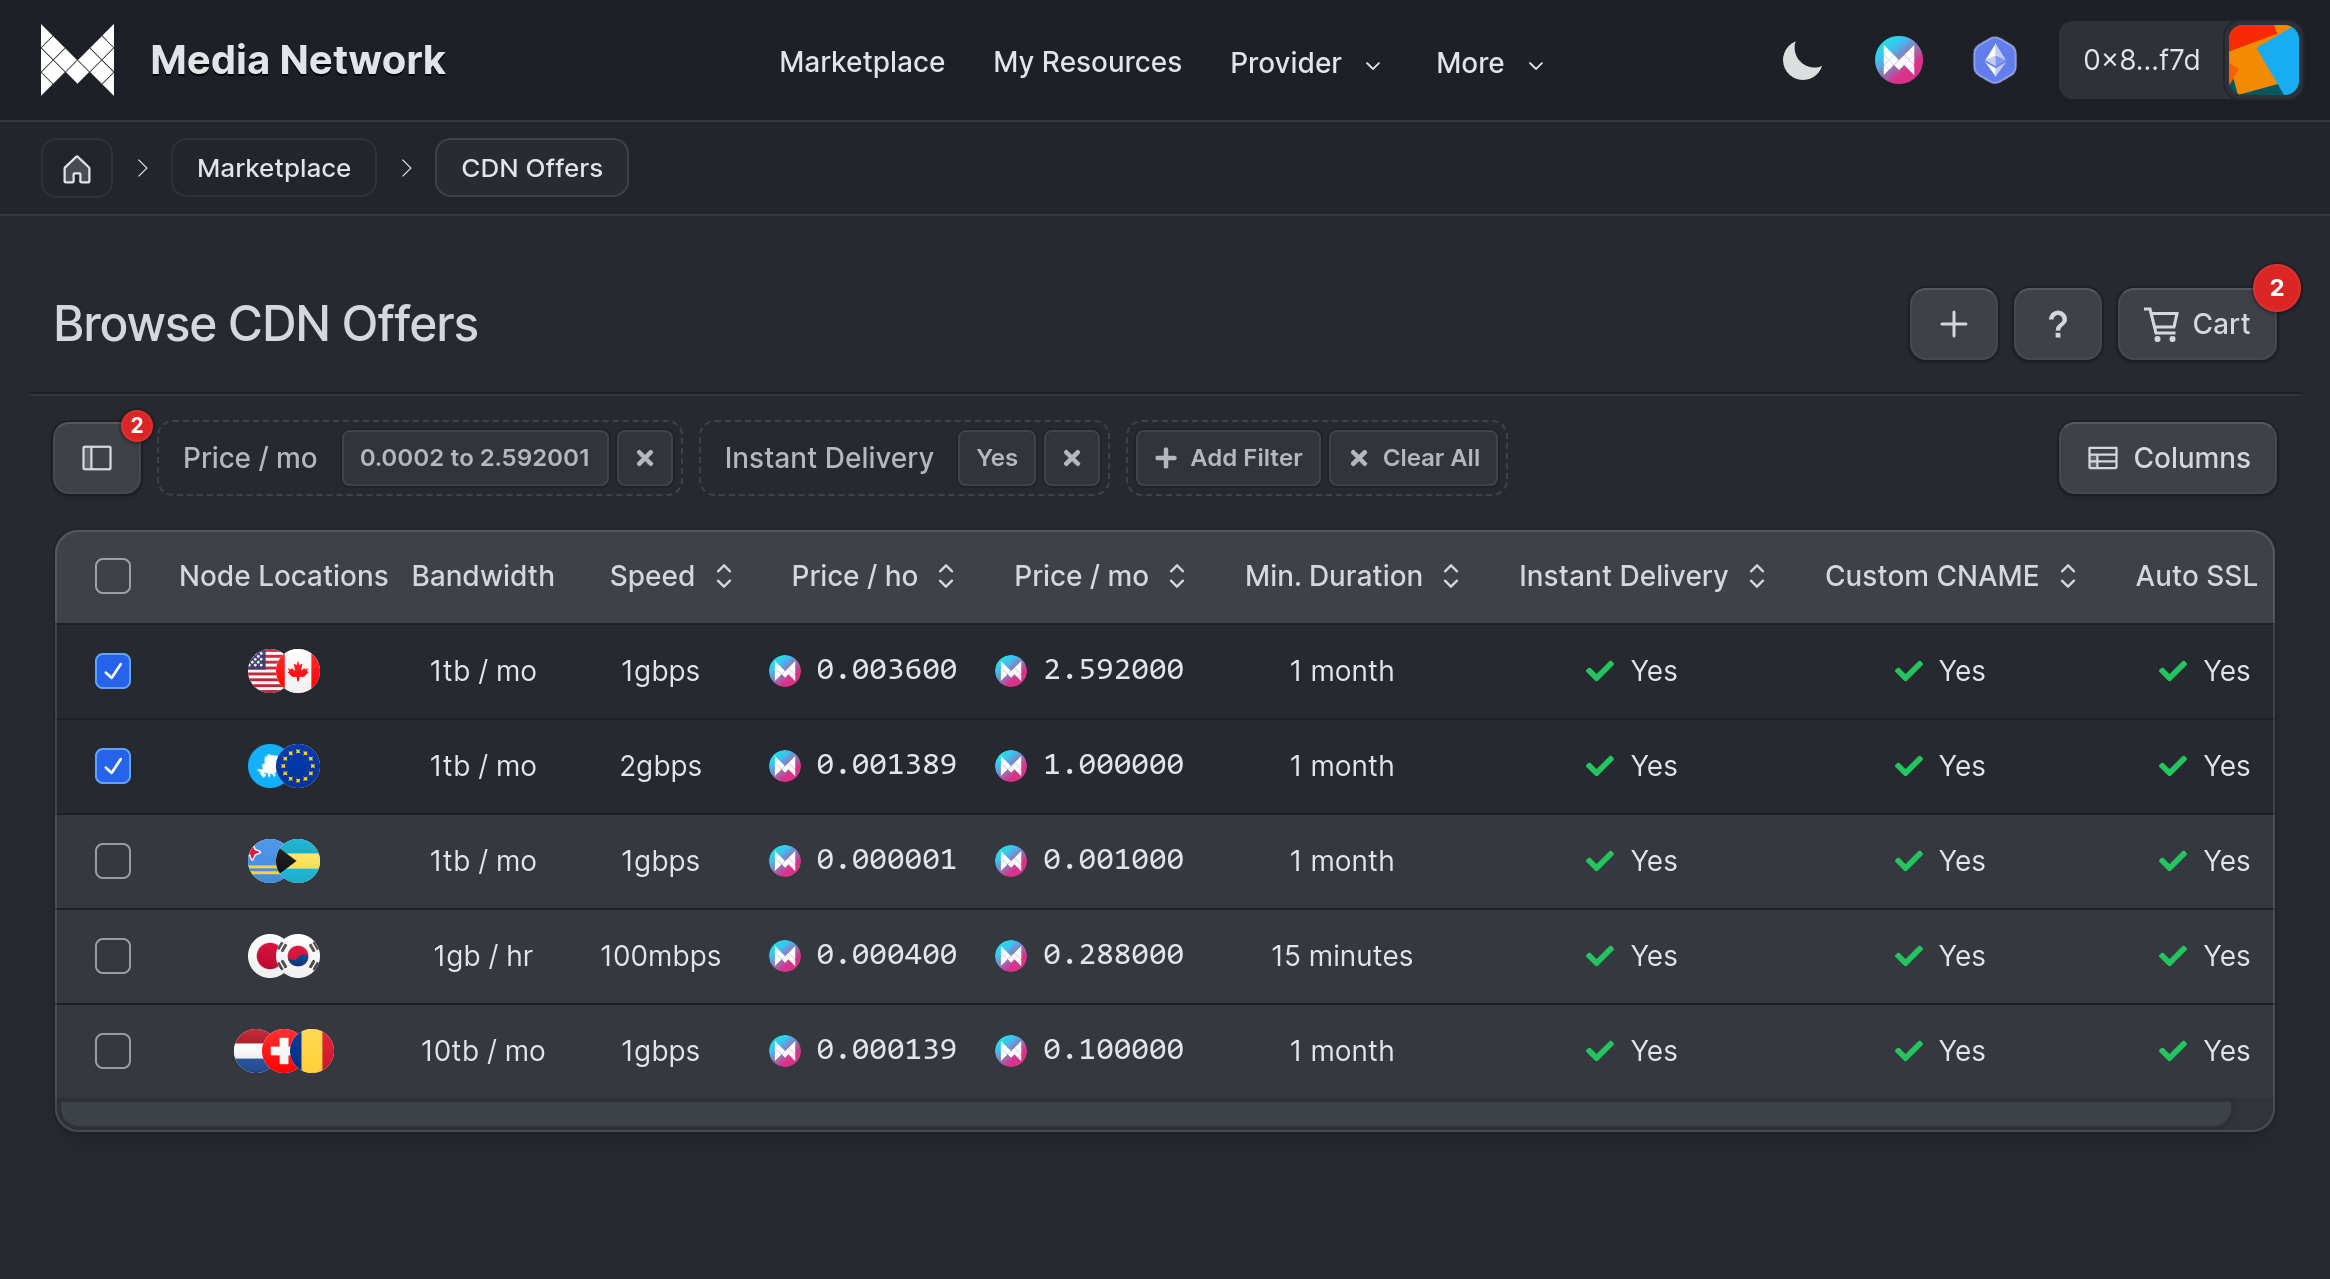 Media Network
Marketplace My Resources Provider More
0×8...f7d
Marketplace CDN Offers
Browse CDN Offers
? Cart 2
2 Price / mo 0.0002 to 2.592001 Instant Delivery Yes Add Filter Clear All Columns
Node Locations Bandwidth Speed Price / ho Price / mo Min. Duration Instant Delivery Custom CNAME Auto SSL
1tb / mo 1gbps 0.003600 2.592000 1 month Yes Yes Yes
1tb / mo 2gbps 0.001389 1.000000 1 month Yes Yes Yes
1tb / mo 1gbps 0.000001 0.001000 1 month Yes Yes Yes
1gb / hr 100mbps 0.000400 0.288000 15 minutes Yes Yes Yes
10tb / mo 1gbps 0.000139 0.100000 1 month Yes Yes Yes